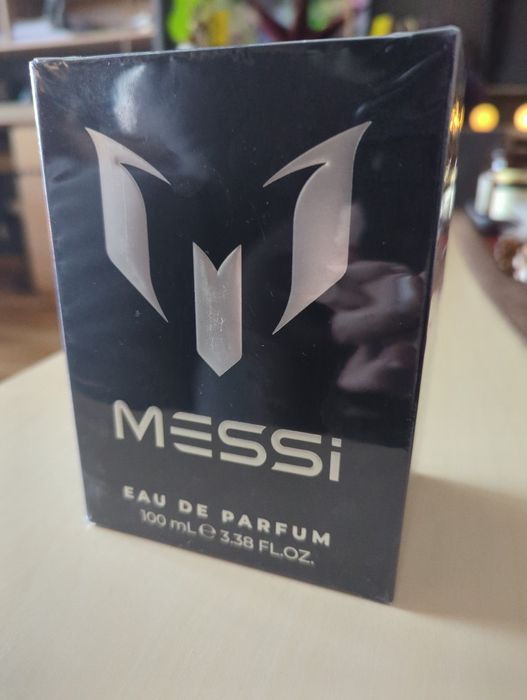 MESSi
EAU DE PARFUM
100 mL ℮ 3.38 FL.OZ.